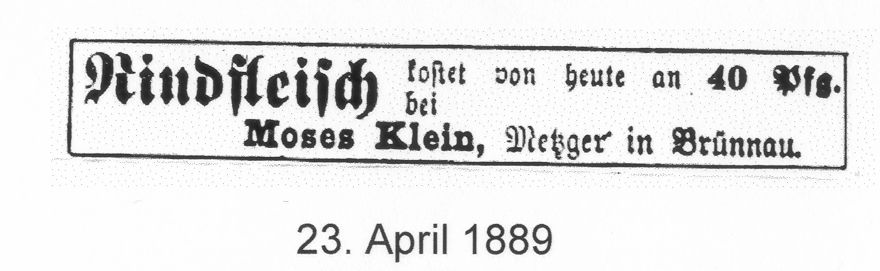 Rindfleisch kostet von heute an 40 Pfg.
bei
Moses Klein, Metzger in Brünnau.
23. April 1889